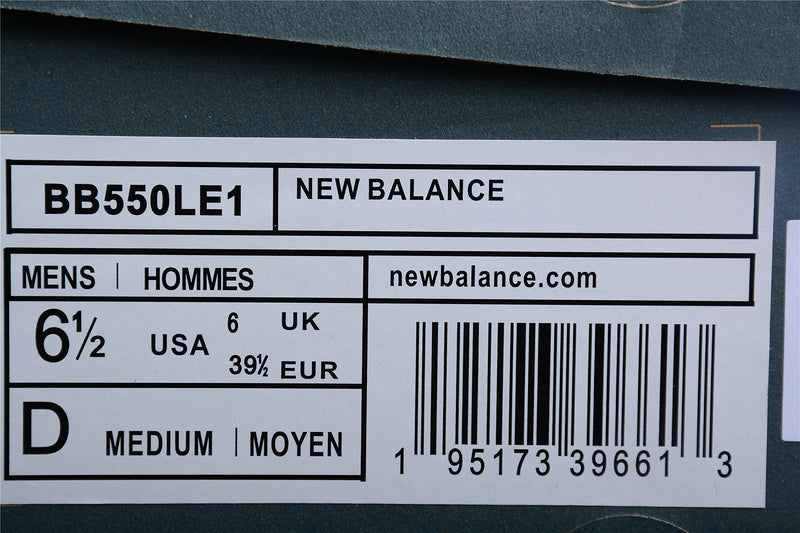 BB550LE1
NEW BALANCE
MENS | HOMMES
newbalance.com
6½ USA
6 UK
39½ EUR
D MEDIUM | MOYEN
1 95173 39661 3